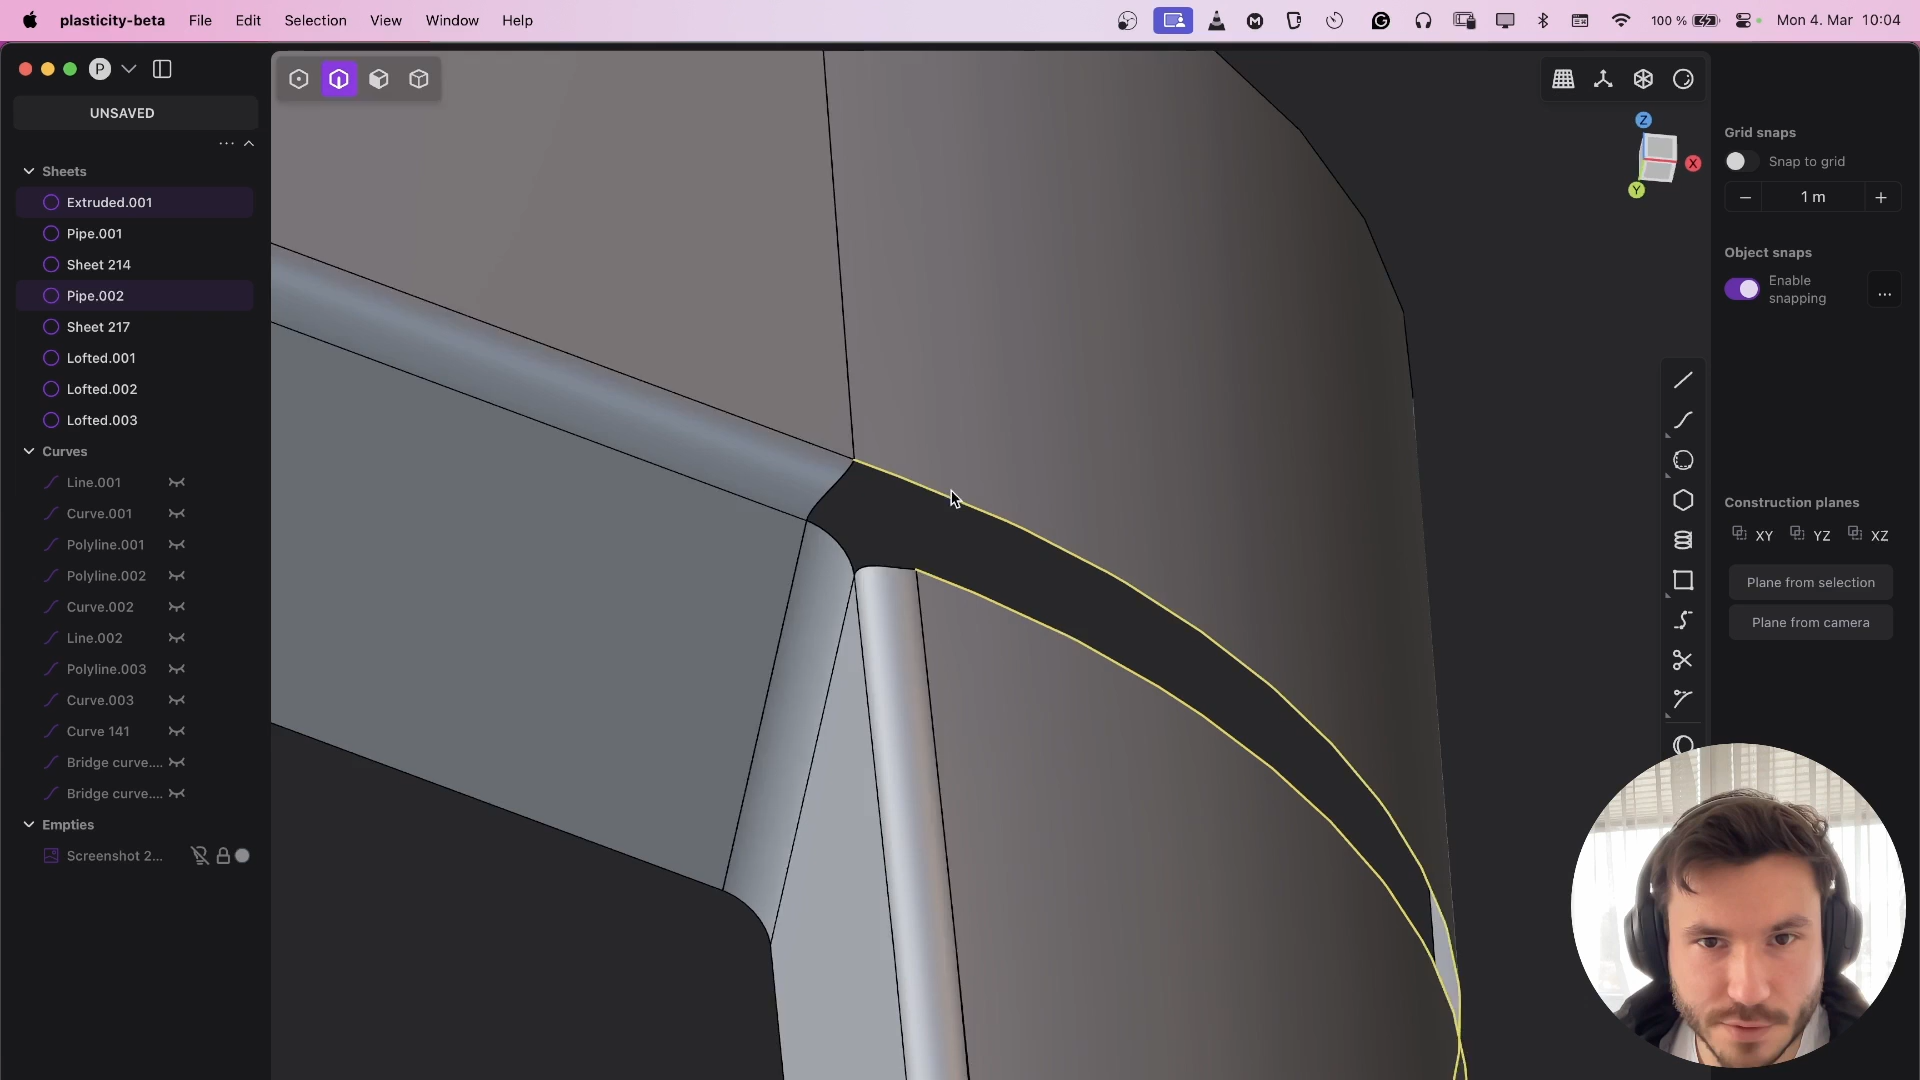 plasticity-beta File Edit Selection View Window Help 100 % Mon 4. Mar 10:04
P
UNSAVED
...
Sheets
Extruded.001
Pipe.001
Sheet 214
Pipe.002
Sheet 217
Lofted.001
Lofted.002
Lofted.003
Curves
Line.001
Curve.001
Polyline.001
Polyline.002
Curve.002
Line.002
Polyline.003
Curve.003
Curve 141
Bridge curve....
Bridge curve....
Empties
Screenshot 2...
Z
X
Y
Grid snaps
Snap to grid
− 1 m +
Object snaps
Enable
snapping
...
Construction planes
XY YZ XZ
Plane from selection
Plane from camera